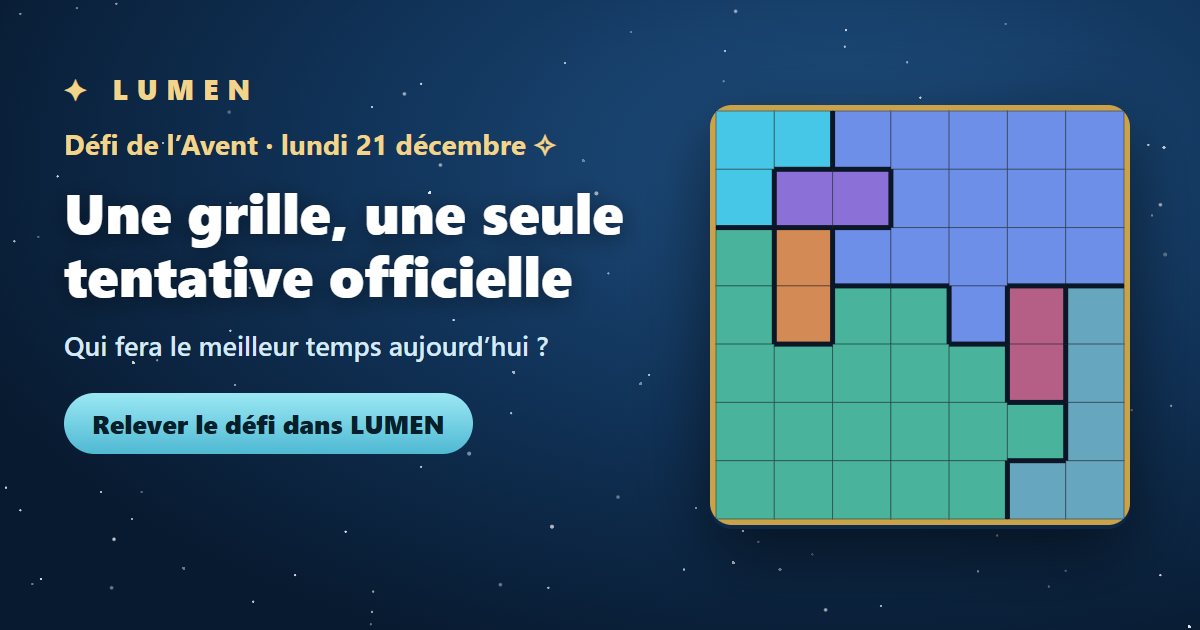 ✦ LUMEN
Défi de l’Avent · lundi 21 décembre ✧
Une grille, une seule
tentative officielle
Qui fera le meilleur temps aujourd’hui ?
Relever le défi dans LUMEN